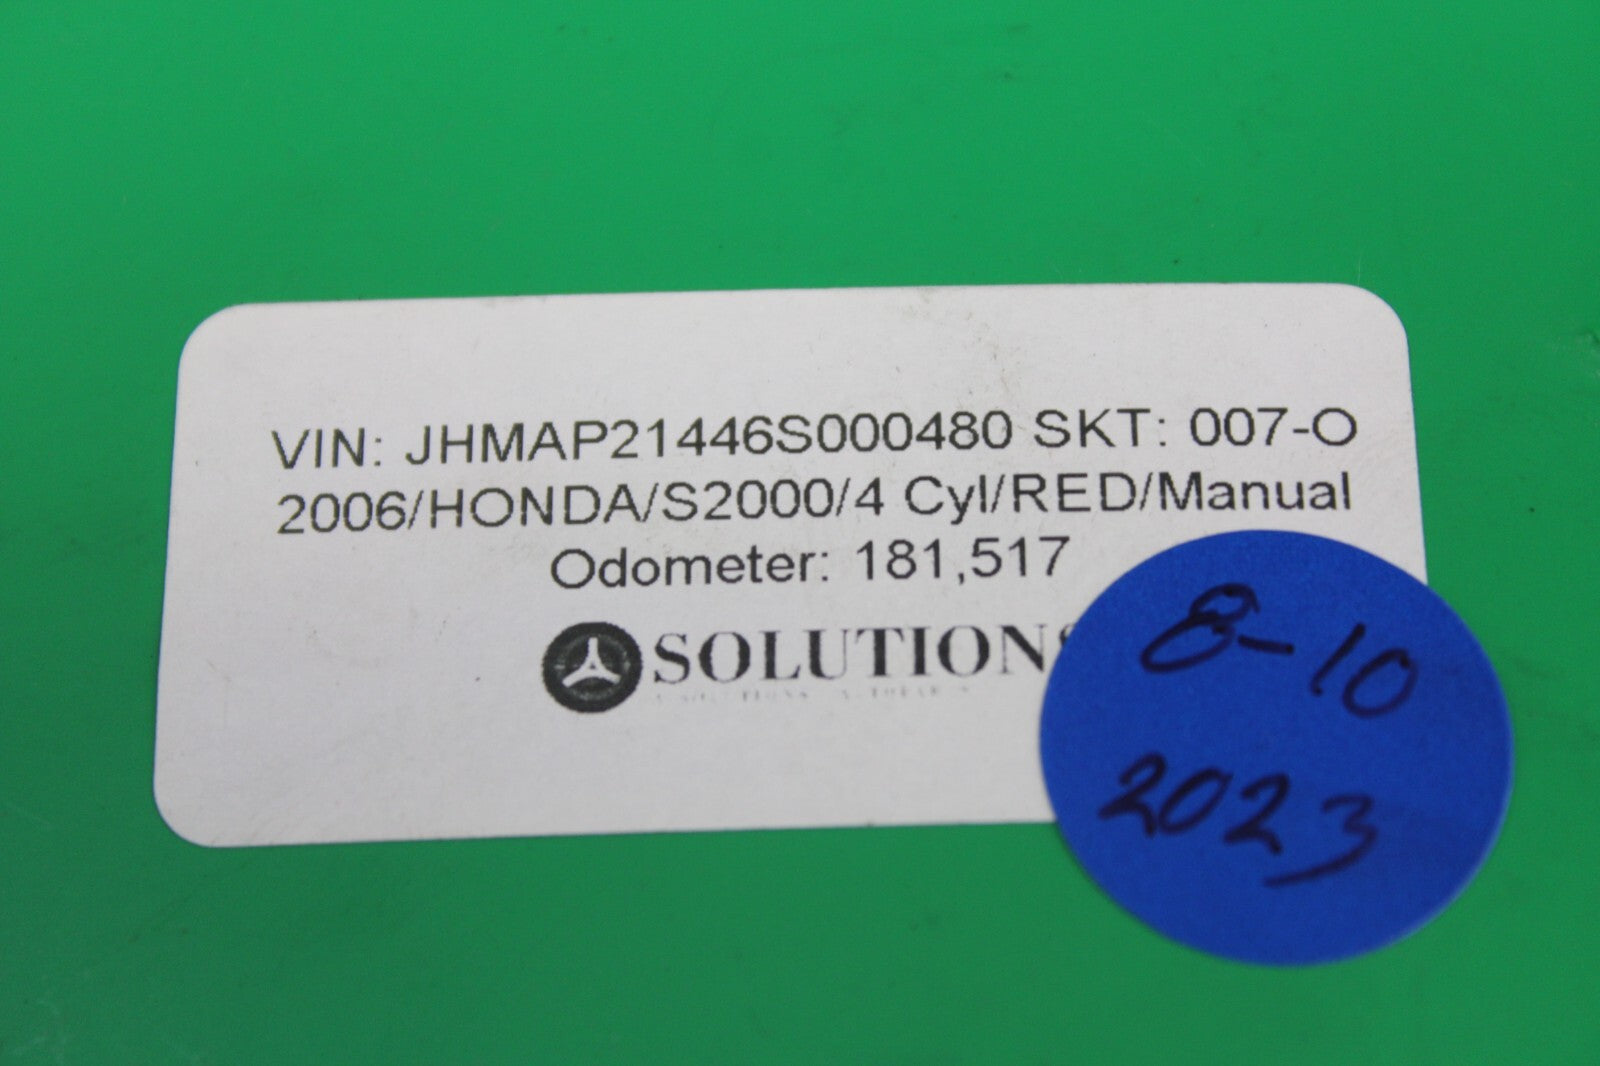 VIN: JHMAP21446S000480 SKT: 007-O
2006/HONDA/S2000/4 Cyl/RED/Manual
Odometer: 181,517
SOLUTIONS
8-10
2023